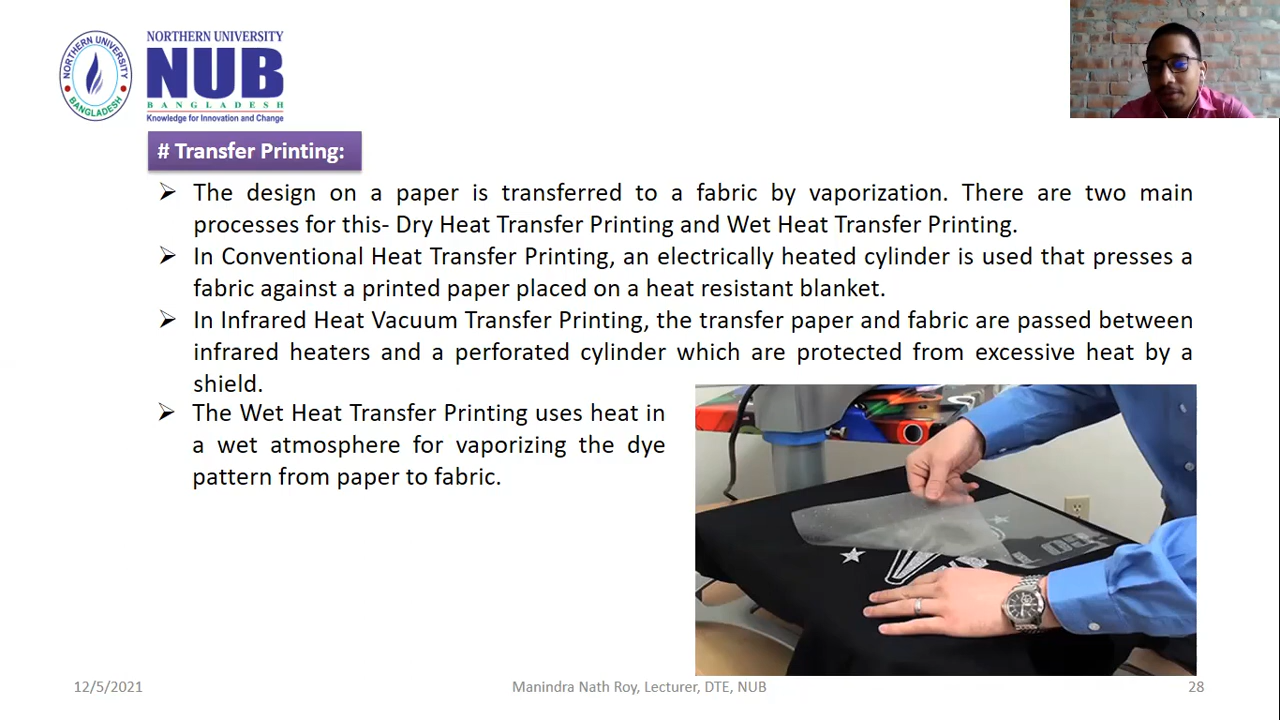 NORTHERN UNIVERSITY
BANGLADESH
NORTHERN UNIVERSITY
NUB
BANGLADESH
Knowledge for Innovation and Change
# Transfer Printing:
➢ The design on a paper is transferred to a fabric by vaporization. There are two main
processes for this- Dry Heat Transfer Printing and Wet Heat Transfer Printing.
➢ In Conventional Heat Transfer Printing, an electrically heated cylinder is used that presses a
fabric against a printed paper placed on a heat resistant blanket.
➢ In Infrared Heat Vacuum Transfer Printing, the transfer paper and fabric are passed between
infrared heaters and a perforated cylinder which are protected from excessive heat by a
shield.
➢ The Wet Heat Transfer Printing uses heat in
a wet atmosphere for vaporizing the dye
pattern from paper to fabric.
12/5/2021
Manindra Nath Roy, Lecturer, DTE, NUB
28